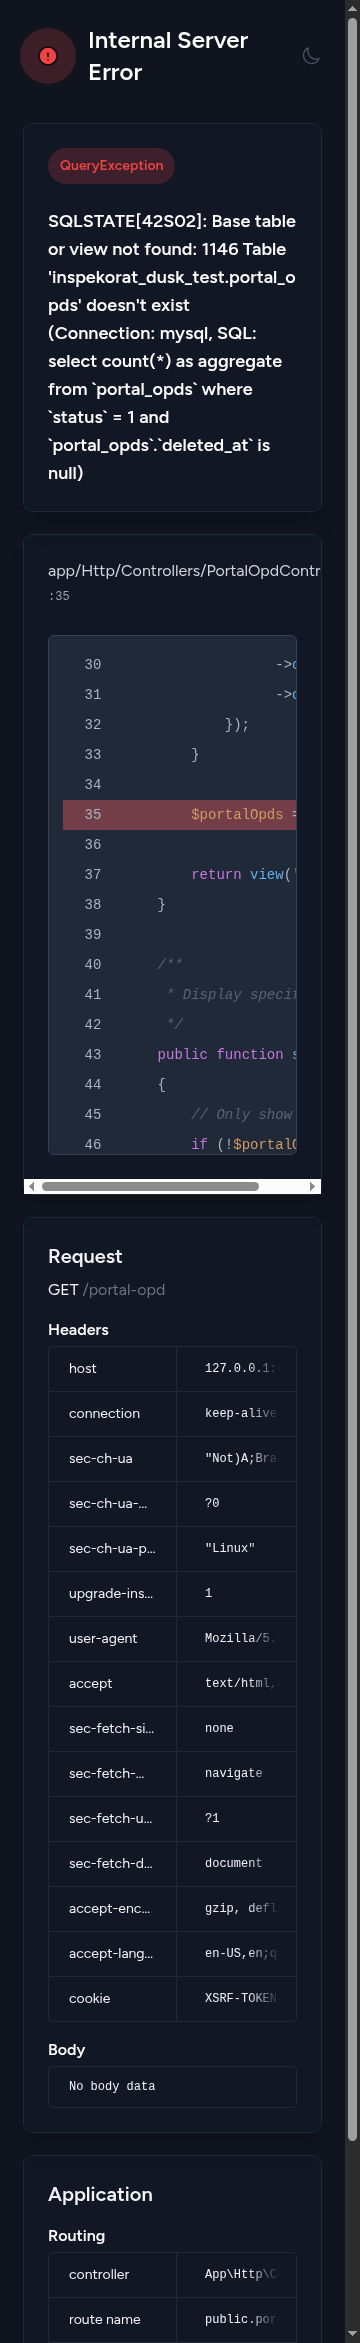 Internal Server
Error
QueryException
SQLSTATE[42S02]: Base table
or view not found: 1146 Table
'inspekorat_dusk_test.portal_o
pds' doesn't exist
(Connection: mysql, SQL:
select count(*) as aggregate
from `portal_opds` where
`status` = 1 and
`portal_opds`.`deleted_at` is
null)
app/Http/Controllers/PortalOpdContr
:35
30 ->
31 ->
32 });
33 }
34
35 $portalOpds =
36
37 return view('
38 }
39
40 /**
41 * Display specif
42 */
43 public function s
44 {
45 // Only show
46 if (!$portalO
Request
GET /portal-opd
Headers
host 127.0.0.1:
connection keep-alive
sec-ch-ua "Not)A;Bra
sec-ch-ua-... ?0
sec-ch-ua-p... "Linux"
upgrade-ins... 1
user-agent Mozilla/5.
accept text/html,
sec-fetch-si... none
sec-fetch-... navigate
sec-fetch-u... ?1
sec-fetch-d... document
accept-enc... gzip, defl
accept-lang... en-US,en;q
cookie XSRF-TOKEN
Body
No body data
Application
Routing
controller App\Http\C
route name public.por